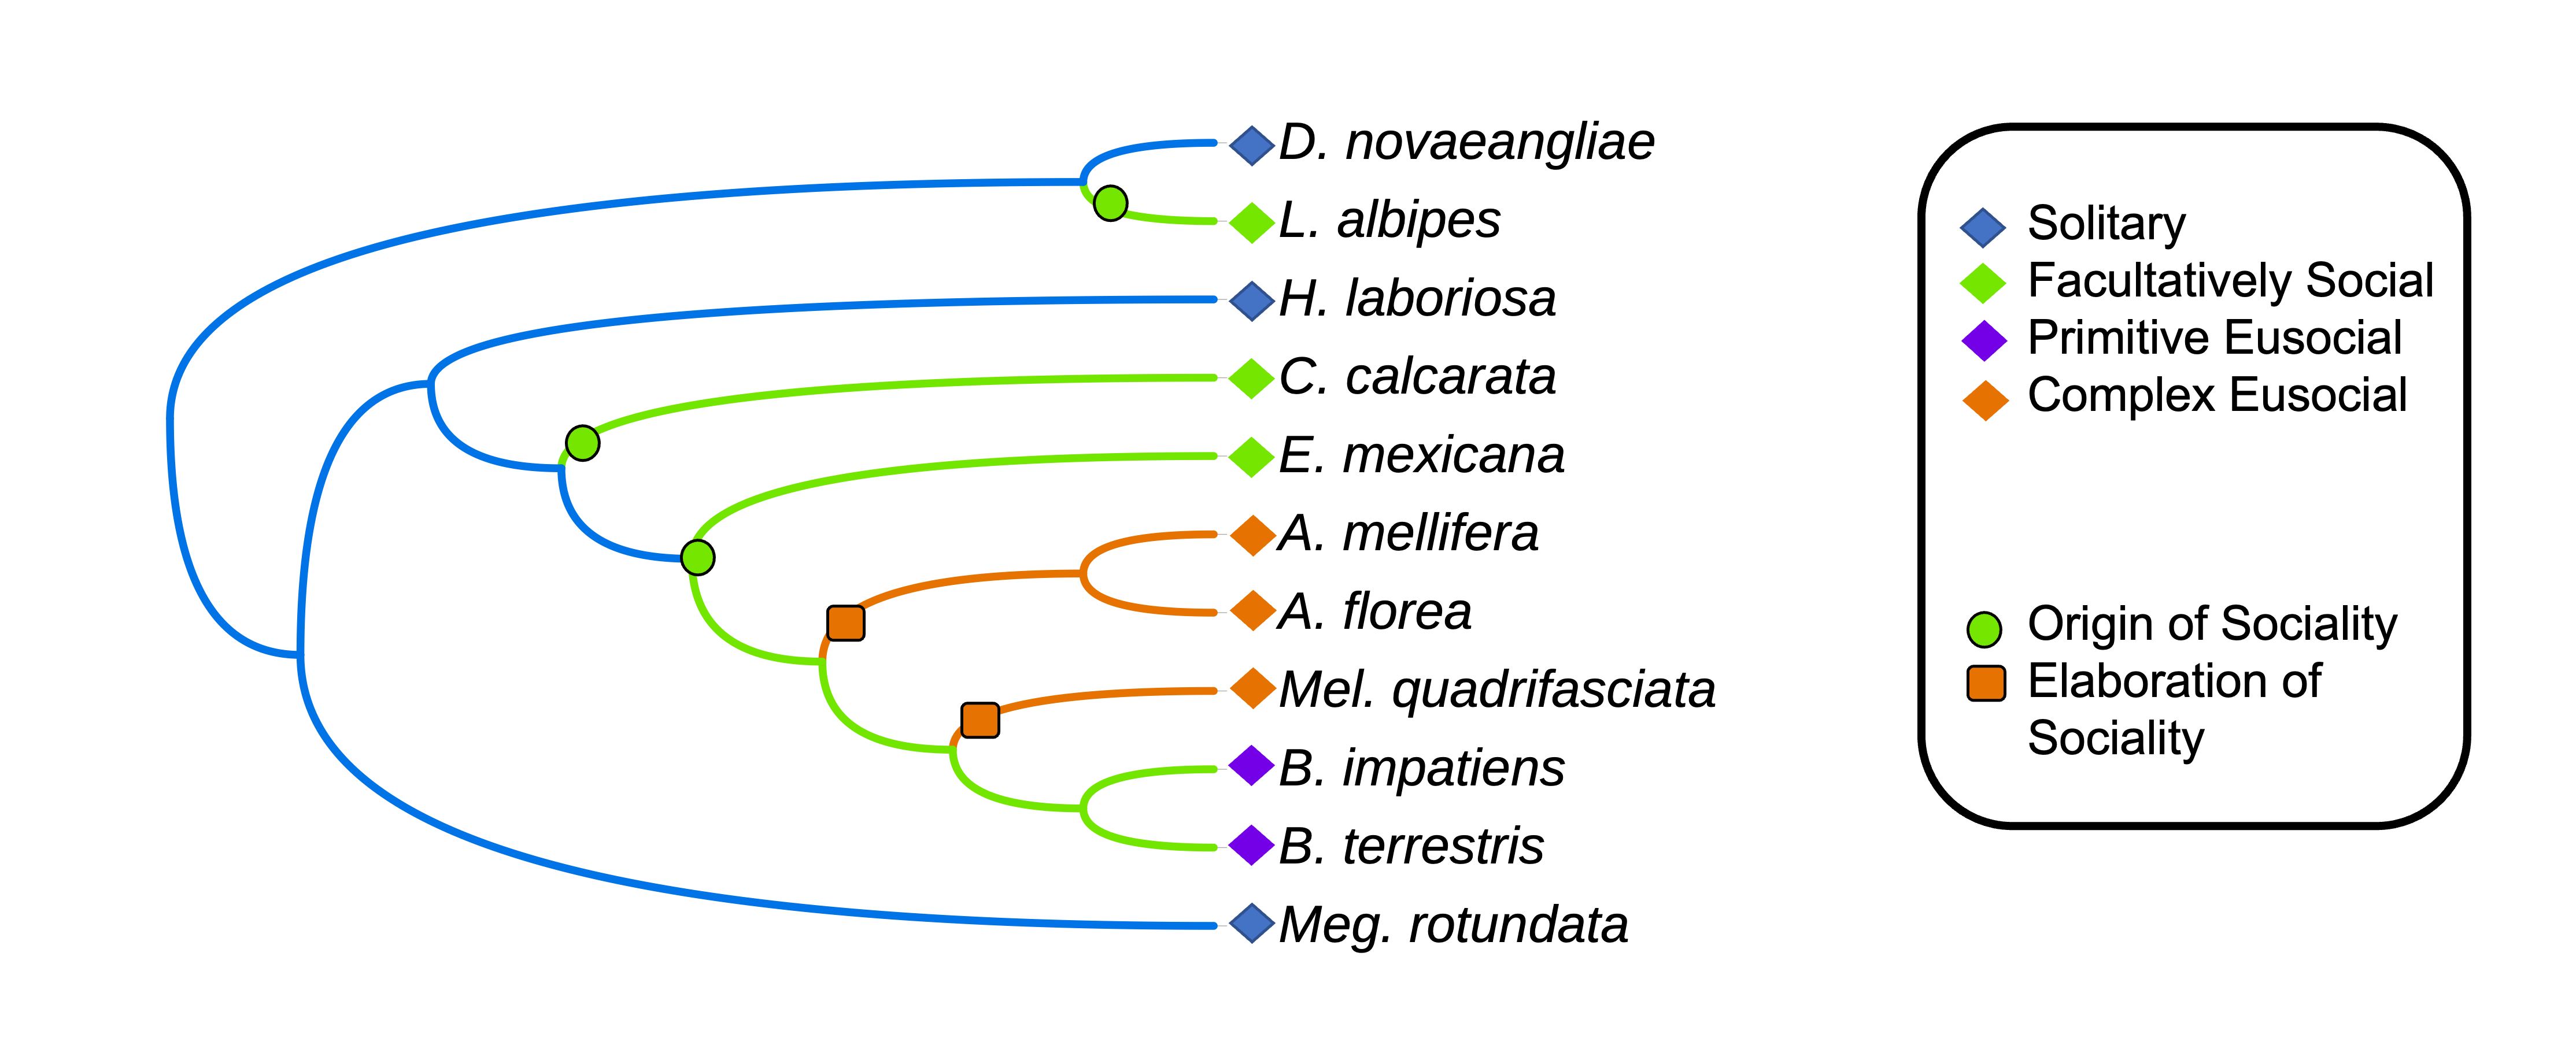 D. novaeangliae
L. albipes
H. laboriosa
C. calcarata
E. mexicana
A. mellifera
A. florea
Mel. quadrifasciata
B. impatiens
B. terrestris
Meg. rotundata
Solitary
Facultatively Social
Primitive Eusocial
Complex Eusocial
Origin of Sociality
Elaboration of
Sociality